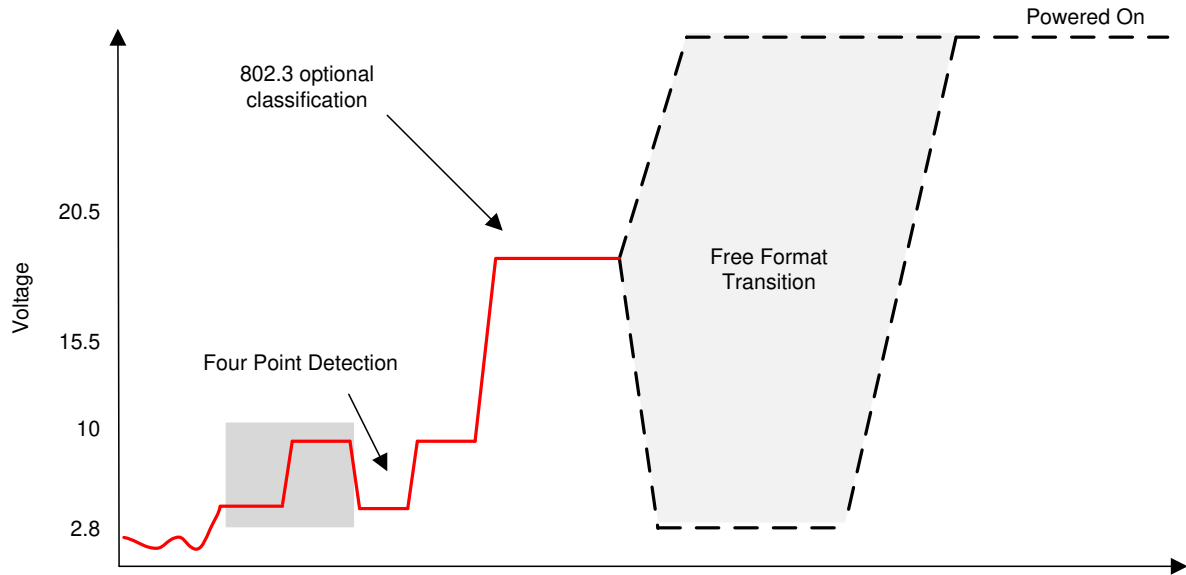 Powered On
802.3 optional
classification
20.5
Free Format
Transition
Voltage
15.5
Four Point Detection
10
2.8